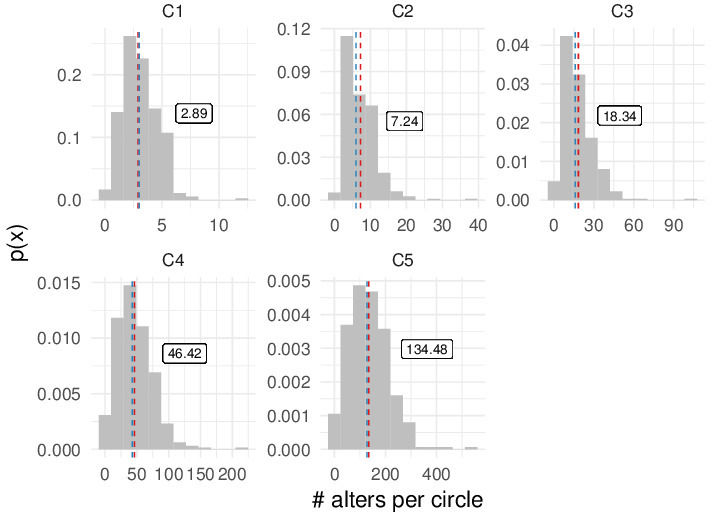 C1
C2
C3
0.2
0.1
0.0
2.89
0 5 10
0.12
0.09
0.06
0.03
0.00
7.24
0 10 20 30 40
0.04
0.03
0.02
0.01
0.00
18.34
0 30 60 90
p(x)
C4
C5
0.015
0.010
0.005
0.000
46.42
0 50 100 150 200
0.005
0.004
0.003
0.002
0.001
0.000
134.48
0 200 400
# alters per circle